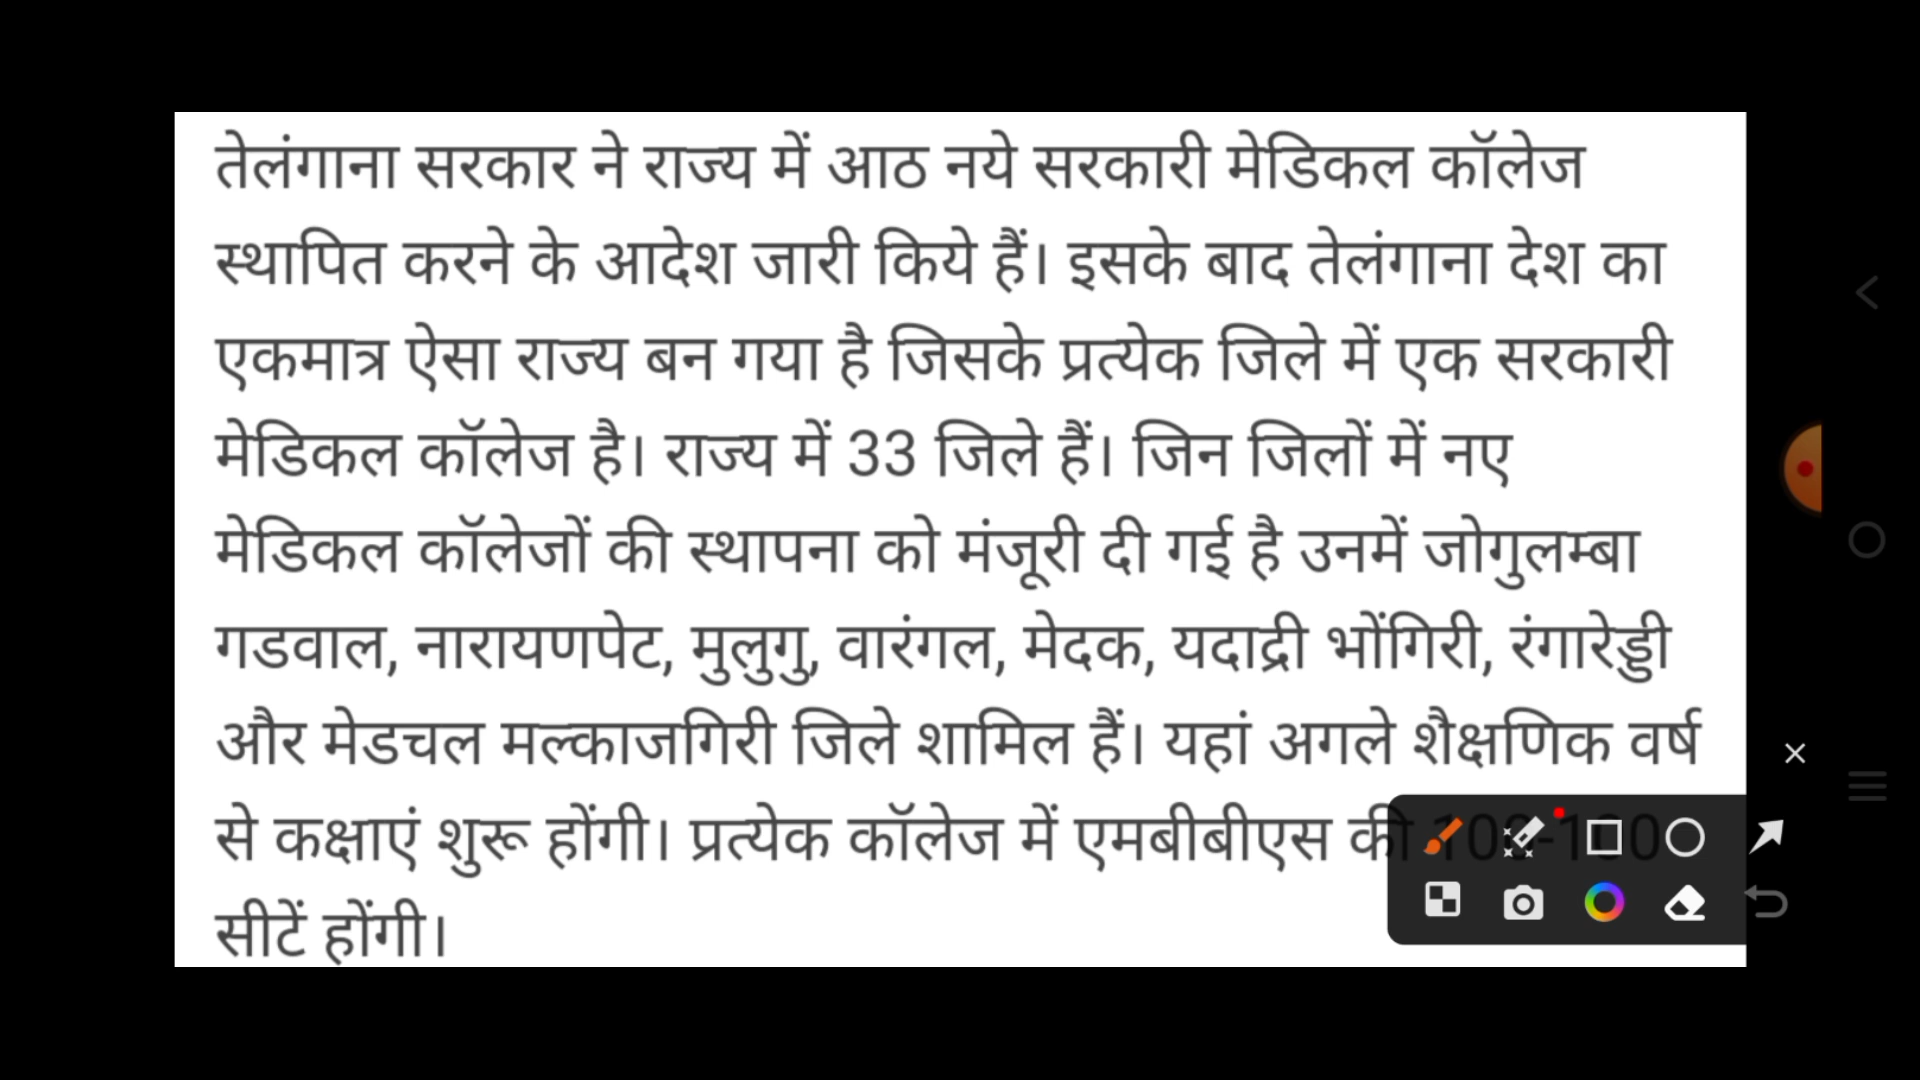 तेलंगाना सरकार ने राज्य में आठ नये सरकारी मेडिकल कॉलेज
स्थापित करने के आदेश जारी किये हैं। इसके बाद तेलंगाना देश का
एकमात्र ऐसा राज्य बन गया है जिसके प्रत्येक जिले में एक सरकारी
मेडिकल कॉलेज है। राज्य में 33 जिले हैं। जिन जिलों में नए
मेडिकल कॉलेजों की स्थापना को मंजूरी दी गई है उनमें जोगुलम्बा
गडवाल, नारायणपेट, मुलुगु, वारंगल, मेदक, यदाद्री भोंगिरी, रंगारेड्डी
और मेडचल मल्काजगिरी जिले शामिल हैं। यहां अगले शैक्षणिक वर्ष
से कक्षाएं शुरू होंगी। प्रत्येक कॉलेज में एमबीबीएस की 100-100
सीटें होंगी।